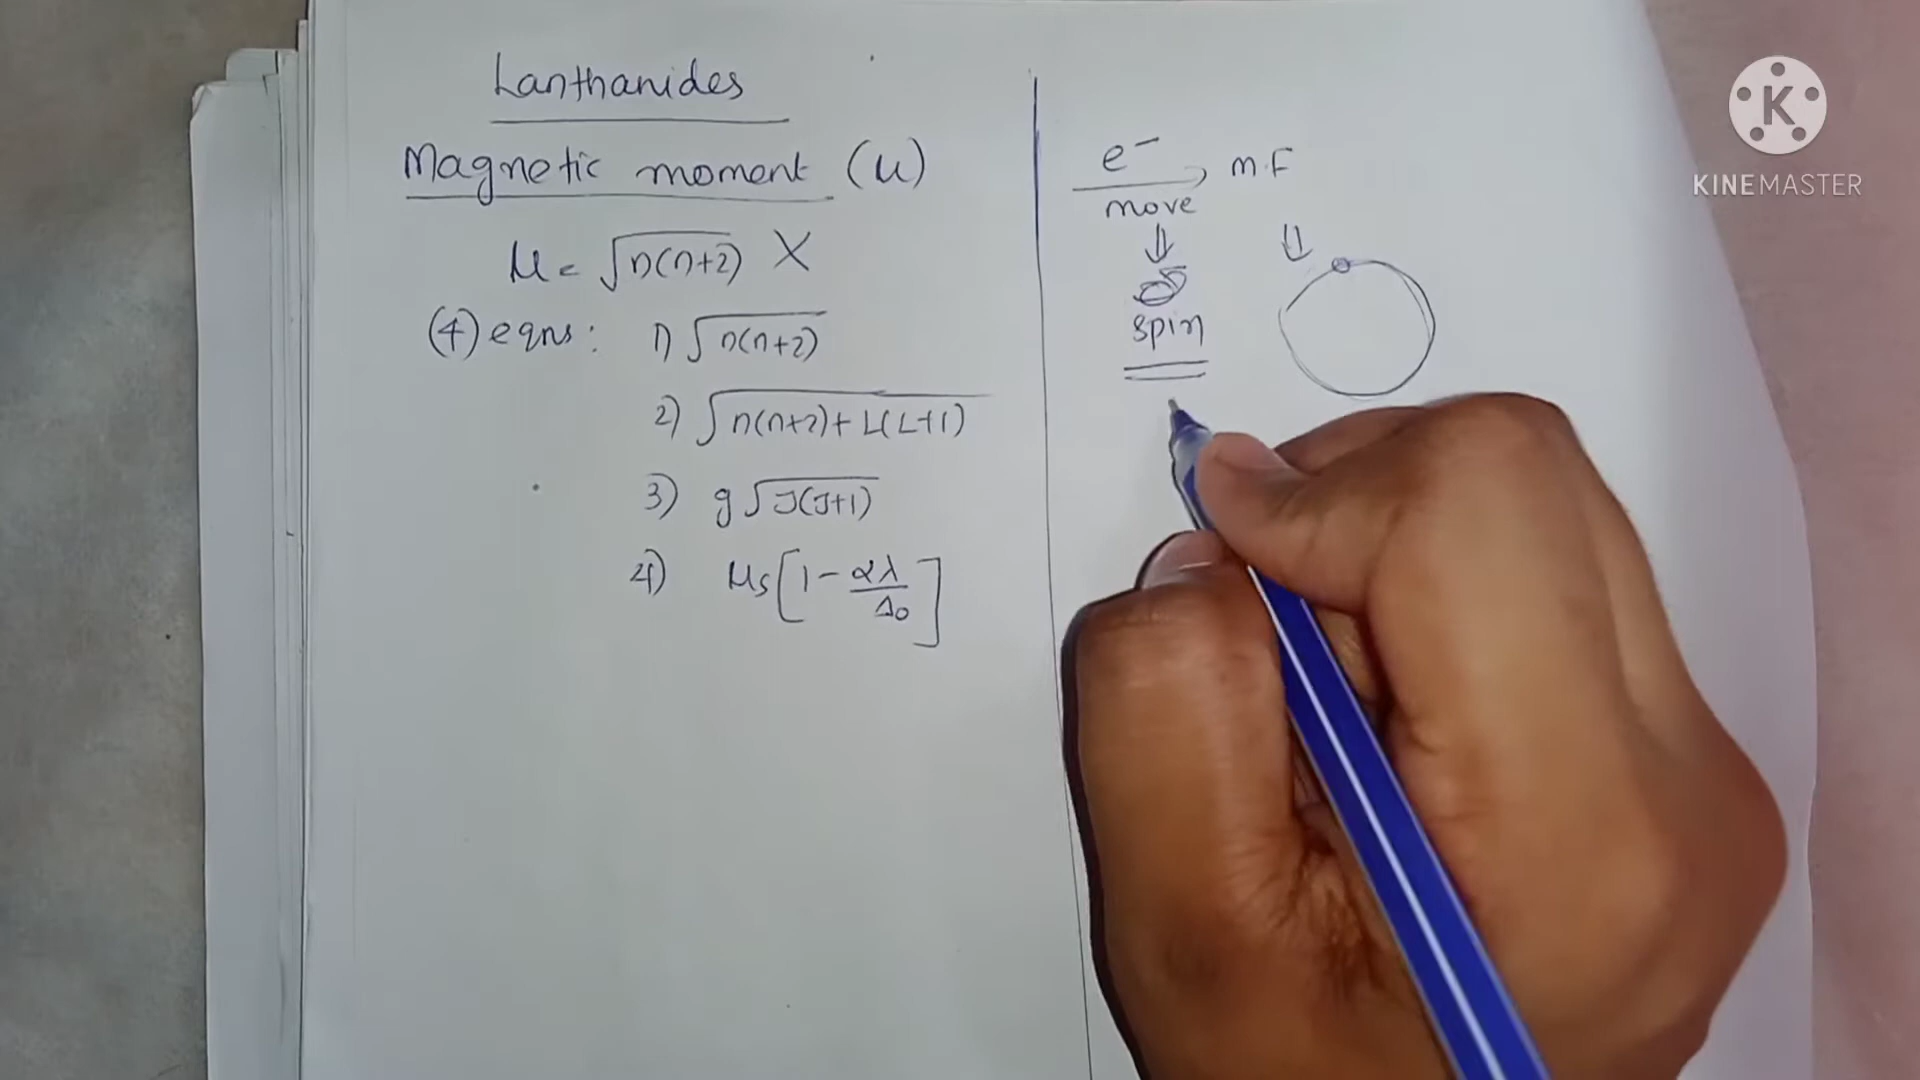 Lanthanides
Magnetic moment (u)
μ = √n(n+2) X
(4) eqns: 1) √n(n+2)
2) √n(n+2)+L(L+1)
3) g√J(J+1)
4) μs[1-αλ/Δo]
e⁻ → m.F
move
⇓ ⇓
spin
K
KINEMASTER